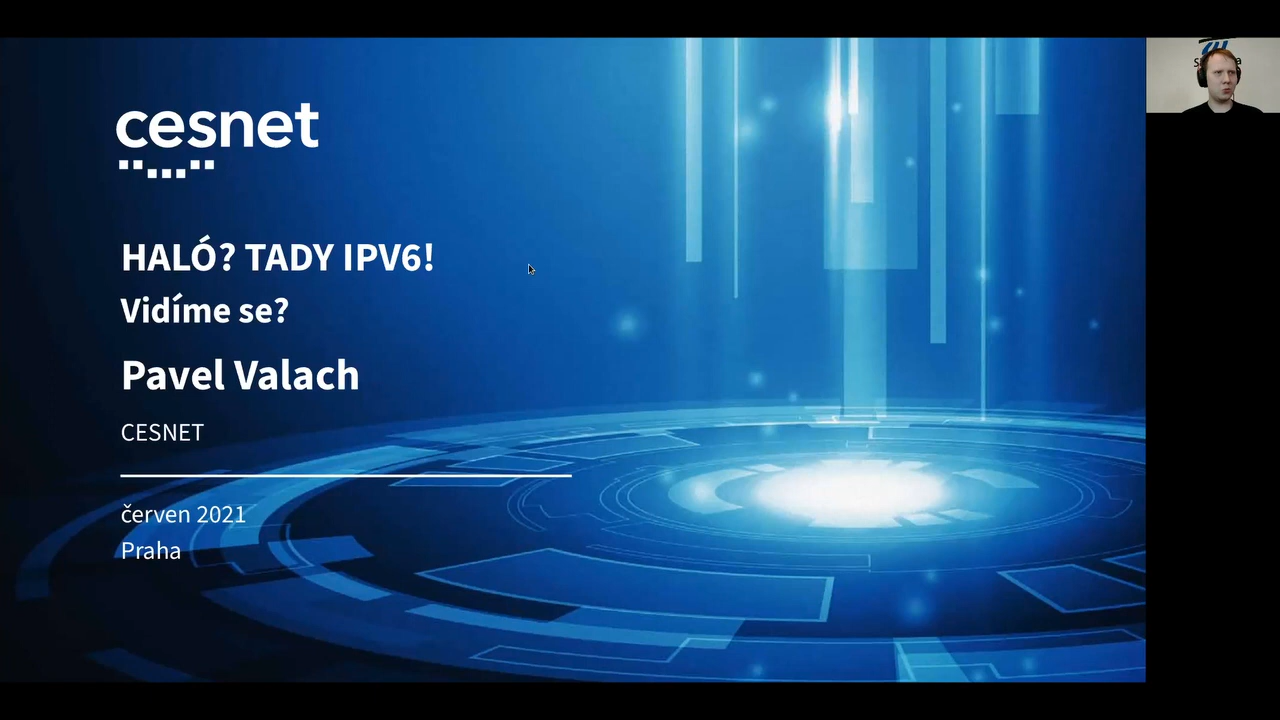 cesnet
HALÓ? TADY IPV6!
Vidíme se?
Pavel Valach
CESNET
červen 2021
Praha